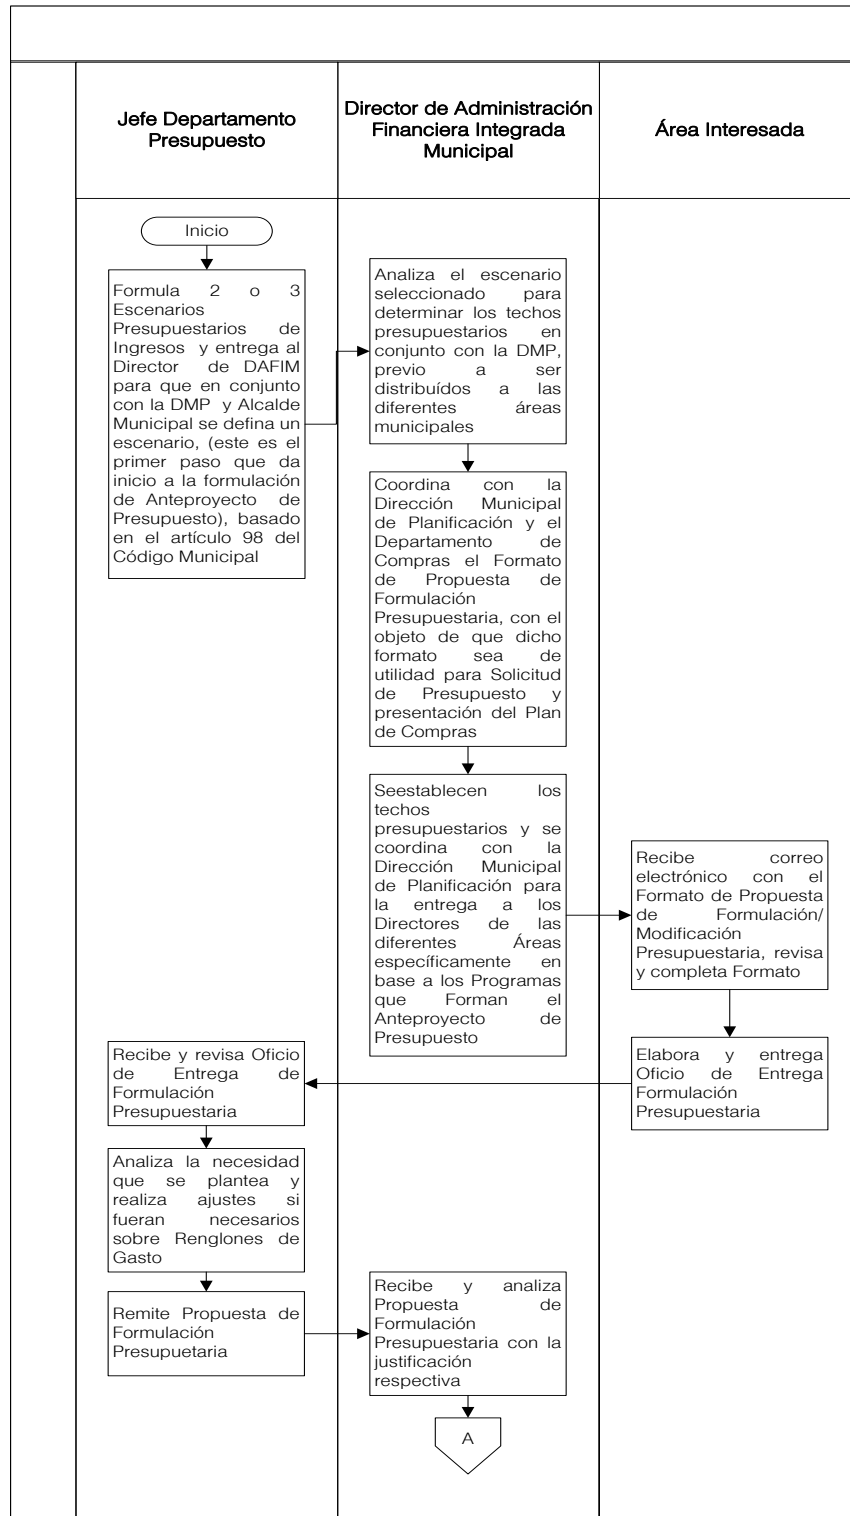 Jefe Departamento
Presupuesto
Director de Administración
Financiera Integrada
Municipal
Área Interesada
Inicio
Formula 2 o 3
Escenarios
Presupuestarios de
Ingresos y entrega al
Director de DAFIM
para que en conjunto
con la DMP y Alcalde
Municipal se defina un
escenario, (este es el
primer paso que da
inicio a la formulación
de Anteproyecto de
Presupuesto), basado
en el artículo 98 del
Código Municipal
Analiza el escenario
seleccionado para
determinar los techos
presupuestarios en
conjunto con la DMP,
previo a ser
distribuídos a las
diferentes áreas
municipales
Coordina con la
Dirección Municipal
de Planificación y el
Departamento de
Compras el Formato
de Propuesta de
Formulación
Presupuestaria, con el
objeto de que dicho
formato sea de
utilidad para Solicitud
de Presupuesto y
presentación del Plan
de Compras
Seestablecen los
techos
presupuestarios y se
coordina con la
Dirección Municipal
de Planificación para
la entrega a los
Directores de las
diferentes Áreas
específicamente en
base a los Programas
que Forman el
Anteproyecto de
Presupuesto
Recibe correo
electrónico con el
Formato de Propuesta
de Formulación/
Modificación
Presupuestaria, revisa
y completa Formato
Elabora y entrega
Oficio de Entrega
Formulación
Presupuestaria
Recibe y revisa Oficio
de Entrega de
Formulación
Presupuestaria
Analiza la necesidad
que se plantea y
realiza ajustes si
fueran necesarios
sobre Renglones de
Gasto
Remite Propuesta de
Formulación
Presupuetaria
Recibe y analiza
Propuesta de
Formulación
Presupuestaria con la
justificación
respectiva
A